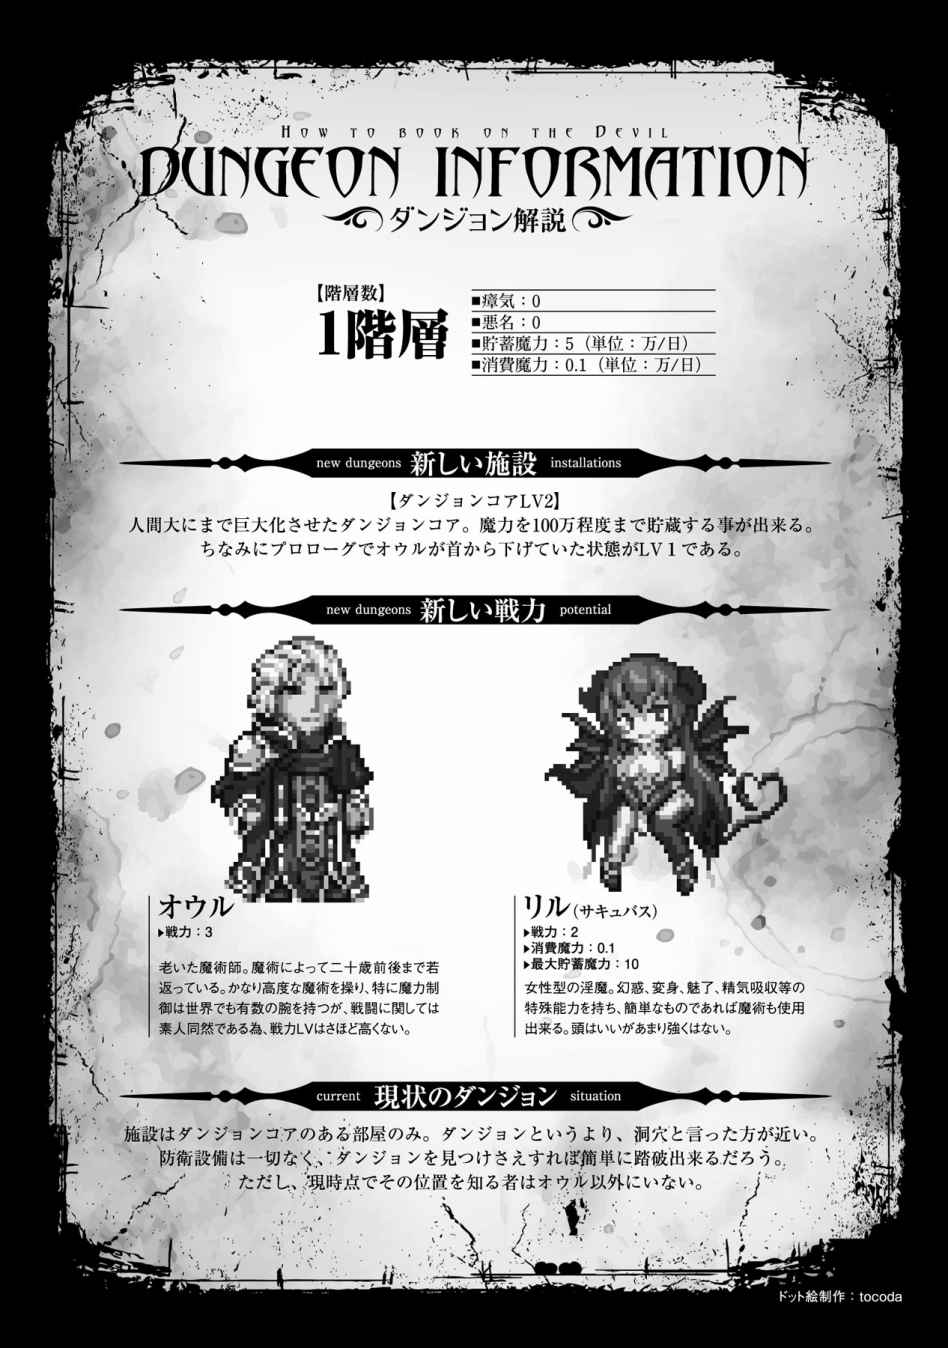 How to book on the Devil
DUNGEON INFORMATION
ダンジョン解説
【階層数】
1階層
■瘴気：0
■悪名：0
■貯蓄魔力：5（単位：万/日）
■消費魔力：0.1（単位：万/日）
new dungeons 新しい施設 installations
【ダンジョンコアLV2】
人間大にまで巨大化させたダンジョンコア。魔力を100万程度まで貯蔵する事が出来る。
ちなみにプロローグでオウルが首から下げていた状態がLV１である。
new dungeons 新しい戦力 potential
オウル
▶戦力：3
老いた魔術師。魔術によって二十歳前後まで若
返っている。かなり高度な魔術を操り、特に魔力制
御は世界でも有数の腕を持つが、戦闘に関しては
素人同然である為、戦力LVはさほど高くない。
リル（サキュバス）
▶戦力：2
▶消費魔力：0.1
▶最大貯蓄魔力：10
女性型の淫魔。幻惑、変身、魅了、精気吸収等の
特殊能力を持ち、簡単なものであれば魔術も使用
出来る。頭はいいがあまり強くはない。
current 現状のダンジョン situation
施設はダンジョンコアのある部屋のみ。ダンジョンというより、洞穴と言った方が近い。
防衛設備は一切なく、ダンジョンを見つけさえすれば簡単に踏破出来るだろう。
ただし、現時点でその位置を知る者はオウル以外にいない。
ドット絵制作：tocoda